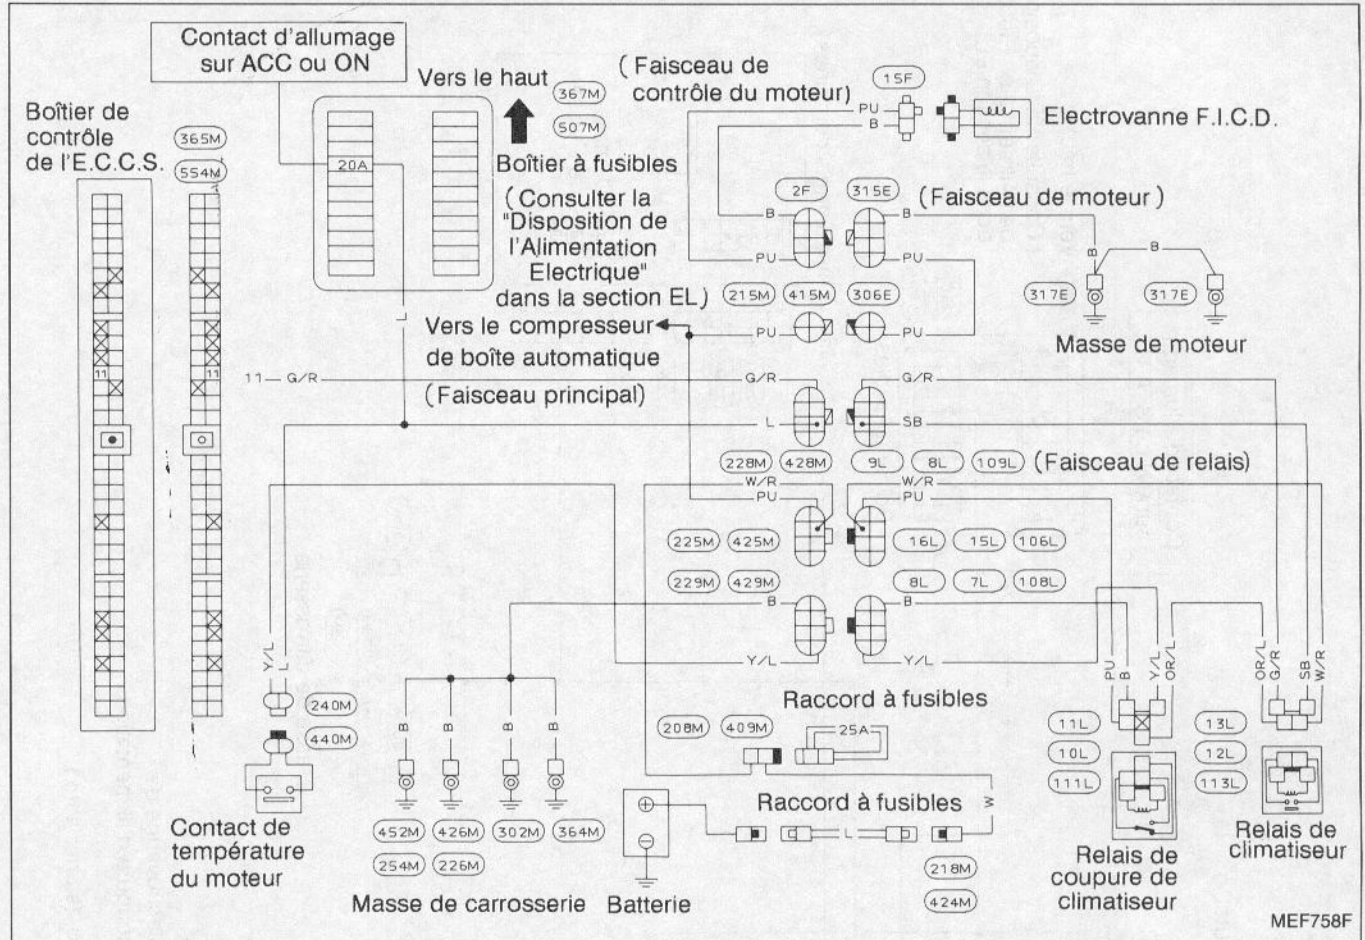 Contact d'allumage
sur ACC ou ON
Vers le haut
367M
507M
(Faisceau de
contrôle du moteur)
15F
PU
B
Electrovanne F.I.C.D.
Boîtier de
contrôle
de l'E.C.C.S.
365M
554M
20A
Boîtier à fusibles
(Consulter la
"Disposition de
l'Alimentation
Electrique"
dans la section EL)
2F
315E
(Faisceau de moteur)
B
B
B
B
PU
PU
215M
415M
306E
317E
317E
L
Vers le compresseur
de boîte automatique
PU
PU
Masse de moteur
11
11
11
G/R
G/R
G/R
(Faisceau principal)
L
SB
228M
428M
9L
8L
109L
(Faisceau de relais)
W/R
W/R
PU
PU
225M
425M
16L
15L
106L
229M
429M
8L
7L
108L
B
B
Y/L
L
Y/L
Y/L
PU
B
Y/L
OR/L
OR/L
G/R
SB
W/R
240M
440M
B
B
B
B
Raccord à fusibles
208M
409M
25A
11L
10L
111L
13L
12L
113L
Contact de
température
du moteur
452M
426M
302M
364M
254M
226M
Raccord à fusibles
L
W
218M
424M
Masse de carrosserie
Batterie
Relais de
coupure de
climatiseur
Relais de
climatiseur
MEF758F